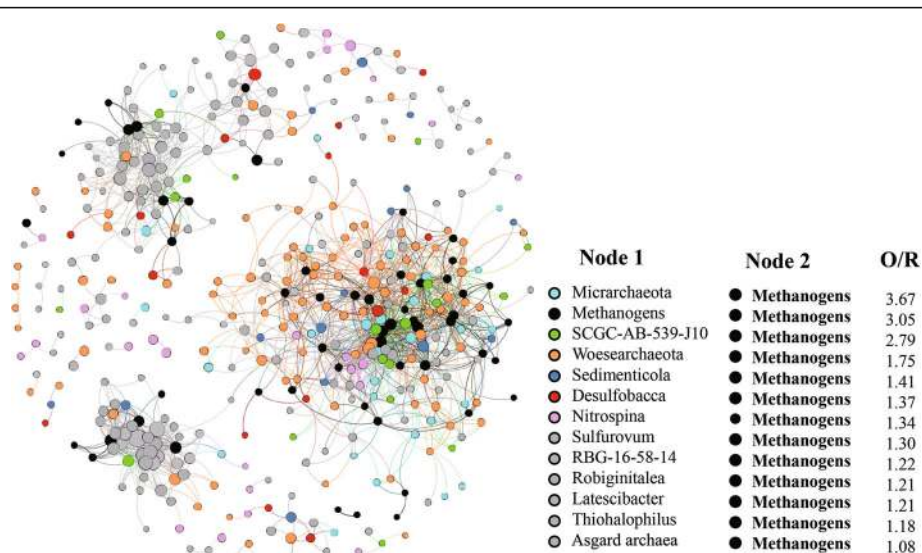 Node 1 Node 2 O/R
Micrarchaeota Methanogens 3.67
Methanogens Methanogens 3.05
SCGC-AB-539-J10 Methanogens 2.79
Woesearchaeota Methanogens 1.75
Sedimenticola Methanogens 1.41
Desulfobacca Methanogens 1.37
Nitrospina Methanogens 1.34
Sulfurovum Methanogens 1.30
RBG-16-58-14 Methanogens 1.22
Robiginitalea Methanogens 1.21
Latescibacter Methanogens 1.21
Thiohalophilus Methanogens 1.18
Asgard archaea Methanogens 1.08